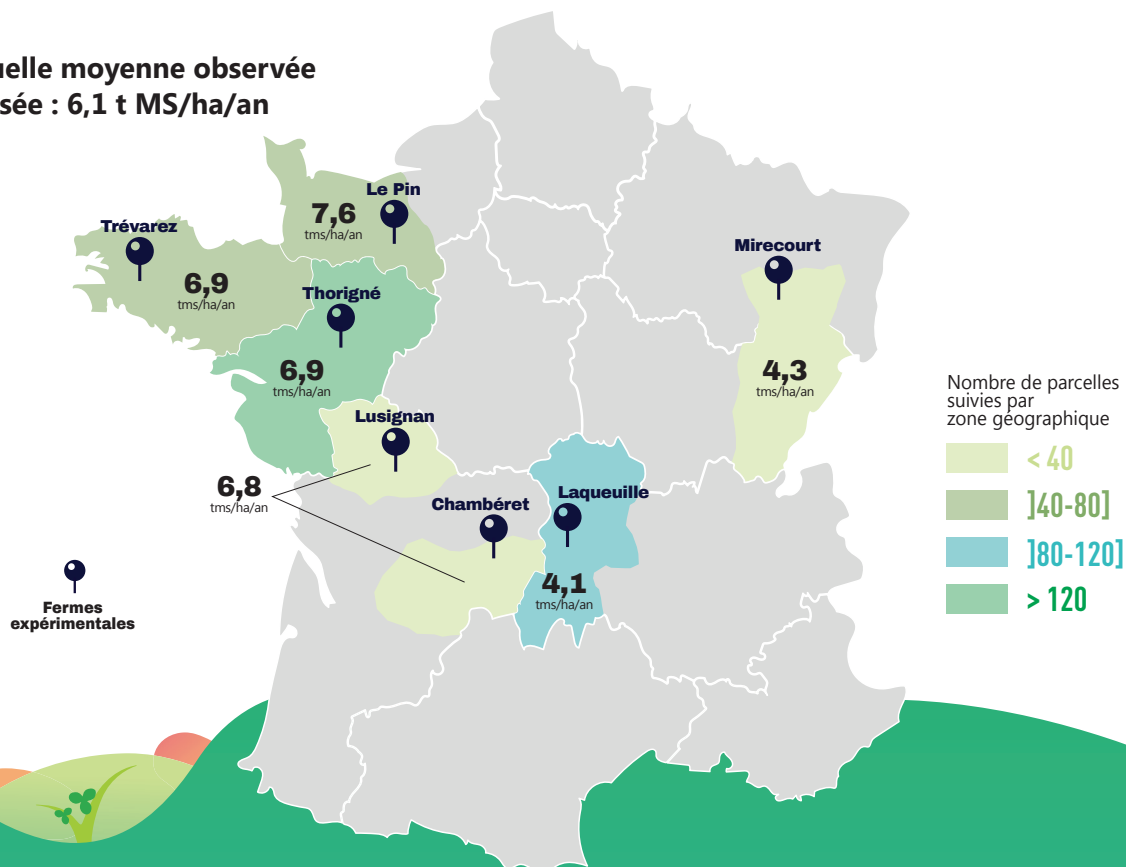 uelle moyenne observée
sée : 6,1 t MS/ha/an
Le Pin
7,6
tms/ha/an
Trévarez
6,9
tms/ha/an
Thorigné
6,9
tms/ha/an
Mirecourt
4,3
tms/ha/an
Lusignan
6,8
tms/ha/an
Chambéret
Laqueuille
4,1
tms/ha/an
Fermes
expérimentales
Nombre de parcelles
suivies par
zone géographique
< 40
]40-80]
]80-120]
> 120